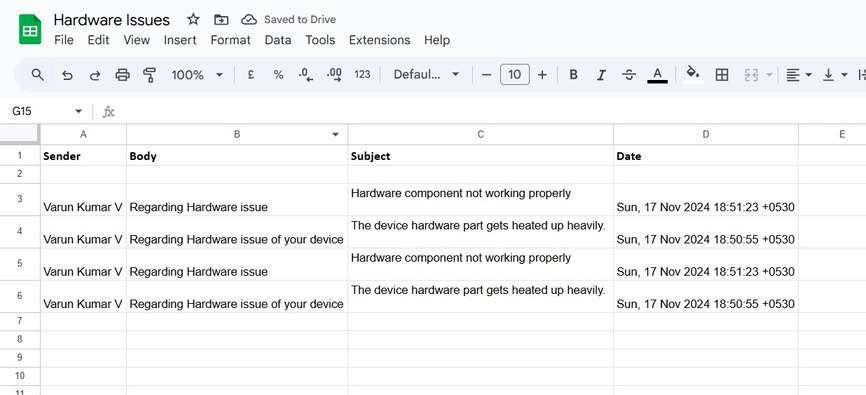 Hardware Issues Saved to Drive
File Edit View Insert Format Data Tools Extensions Help
100% £ % .0 .00 123 Defaul... 10 B I S A
G15 fx
A B C D E
1 Sender Body Subject Date
2
3 Varun Kumar V Regarding Hardware issue Hardware component not working properly Sun, 17 Nov 2024 18:51:23 +0530
4 Varun Kumar V Regarding Hardware issue of your device The device hardware part gets heated up heavily. Sun, 17 Nov 2024 18:50:55 +0530
5 Varun Kumar V Regarding Hardware issue Hardware component not working properly Sun, 17 Nov 2024 18:51:23 +0530
6 Varun Kumar V Regarding Hardware issue of your device The device hardware part gets heated up heavily. Sun, 17 Nov 2024 18:50:55 +0530
7
8
9
10
11